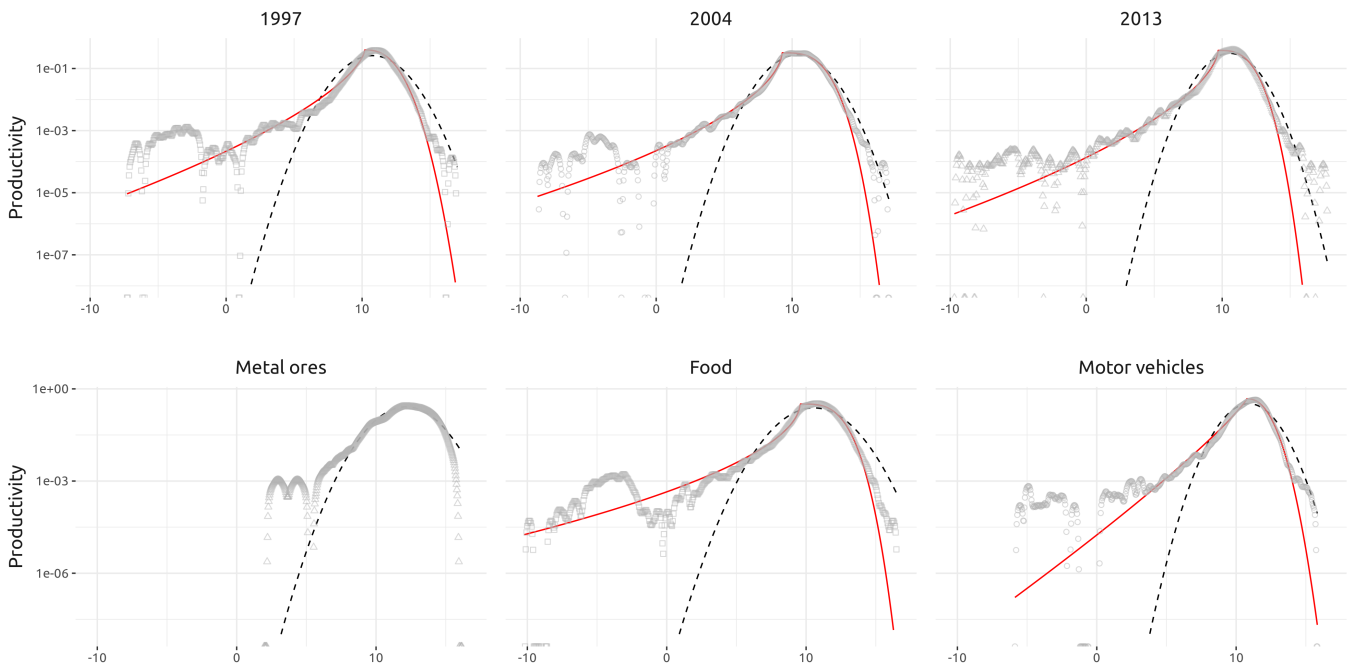 1997 2004 2013
Productivity
1e-01
1e-03
1e-05
1e-07
-10 0 10 -10 0 10 -10 0 10
Metal ores Food Motor vehicles
Productivity
1e+00
1e-03
1e-06
-10 0 10 -10 0 10 -10 0 10